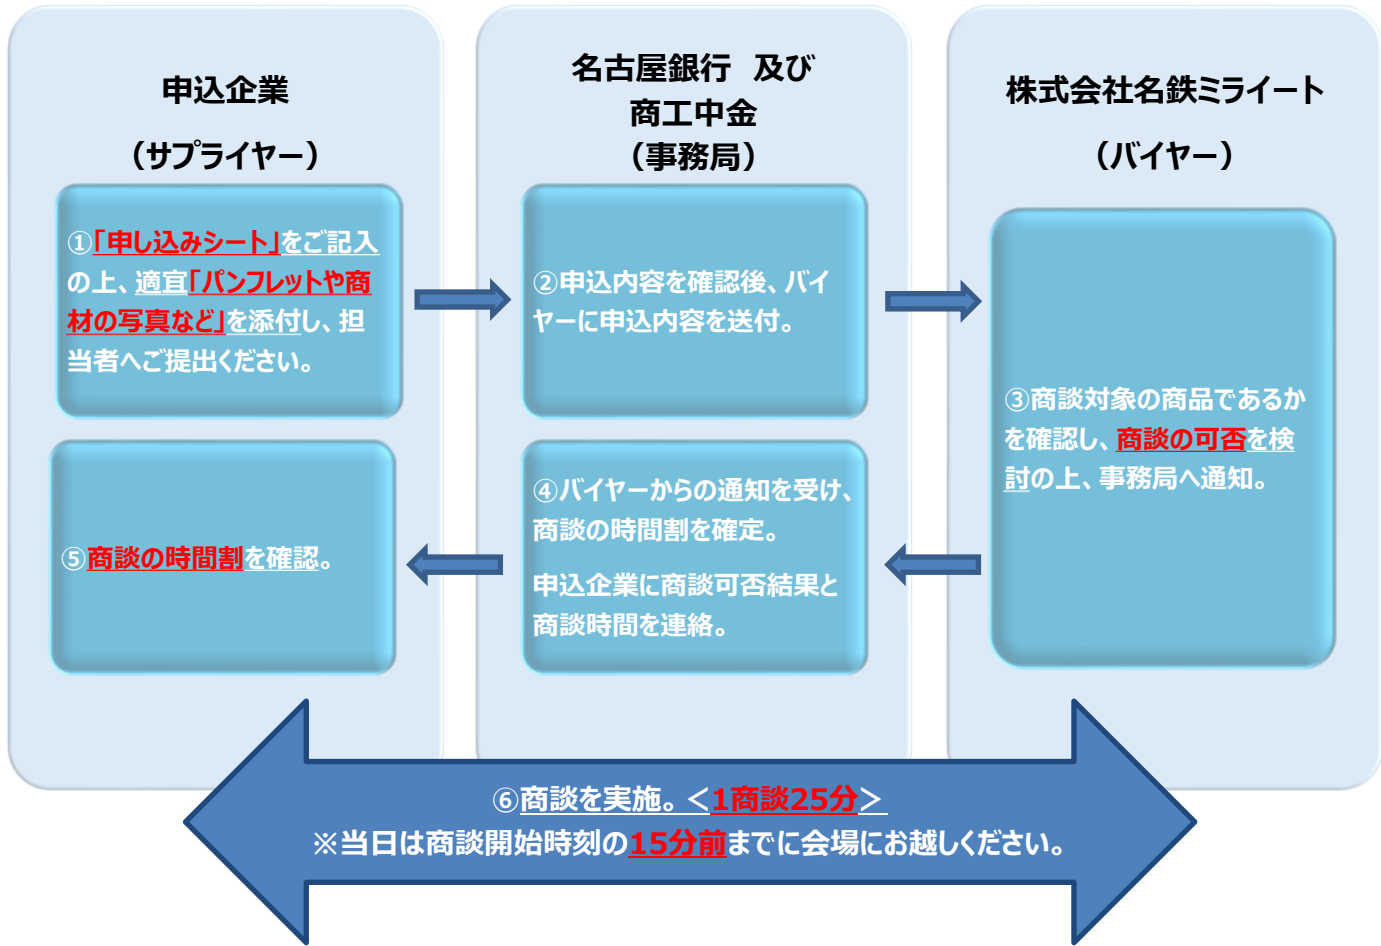 申込企業
（サプライヤー）
名古屋銀行　及び
商工中金
（事務局）
株式会社名鉄ミライート
（バイヤー）
①「申し込みシート」をご記入
の上、適宜「パンフレットや商
材の写真など」を添付し、担
当者へご提出ください。
②申込内容を確認後、バイ
ヤーに申込内容を送付。
③商談対象の商品であるか
を確認し、商談の可否を検
討の上、事務局へ通知。
④バイヤーからの通知を受け、
商談の時間割を確定。
申込企業に商談可否結果と
商談時間を連絡。
⑤商談の時間割を確認。
⑥商談を実施。＜1商談25分＞
※当日は商談開始時刻の15分前までに会場にお越しください。